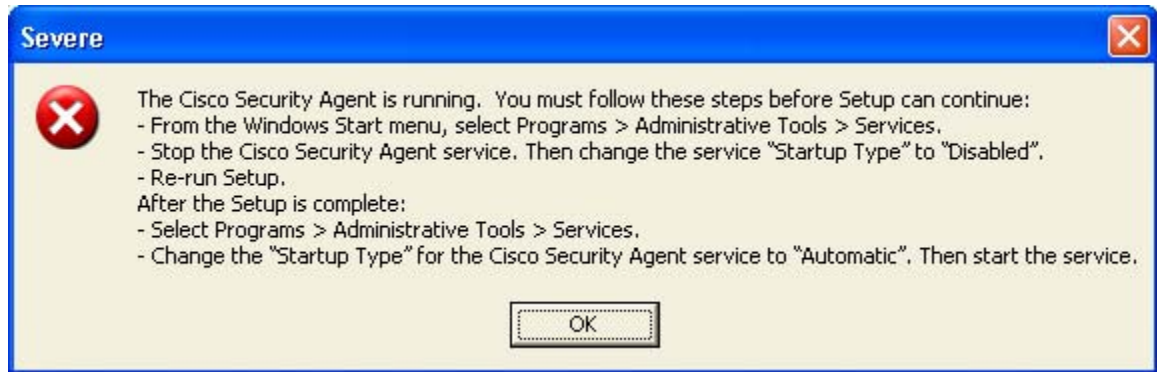 Severe
The Cisco Security Agent is running.  You must follow these steps before Setup can continue:
- From the Windows Start menu, select Programs > Administrative Tools > Services.
- Stop the Cisco Security Agent service. Then change the service “Startup Type” to “Disabled”.
- Re-run Setup.
After the Setup is complete:
- Select Programs > Administrative Tools > Services.
- Change the “Startup Type” for the Cisco Security Agent service to “Automatic”. Then start the service.
OK